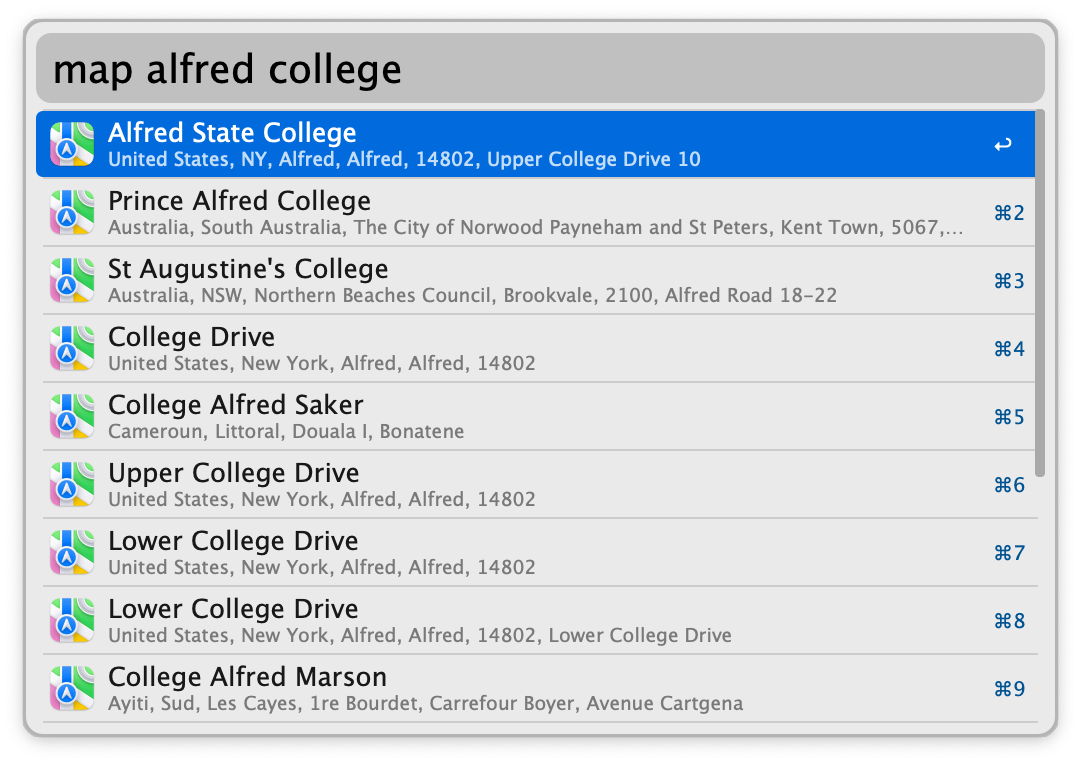 map alfred college
Alfred State College
United States, NY, Alfred, Alfred, 14802, Upper College Drive 10
↩
Prince Alfred College
Australia, South Australia, The City of Norwood Payneham and St Peters, Kent Town, 5067,…
⌘2
St Augustine's College
Australia, NSW, Northern Beaches Council, Brookvale, 2100, Alfred Road 18–22
⌘3
College Drive
United States, New York, Alfred, Alfred, 14802
⌘4
College Alfred Saker
Cameroun, Littoral, Douala I, Bonatene
⌘5
Upper College Drive
United States, New York, Alfred, Alfred, 14802
⌘6
Lower College Drive
United States, New York, Alfred, Alfred, 14802
⌘7
Lower College Drive
United States, New York, Alfred, Alfred, 14802, Lower College Drive
⌘8
College Alfred Marson
Ayiti, Sud, Les Cayes, 1re Bourdet, Carrefour Boyer, Avenue Cartgena
⌘9